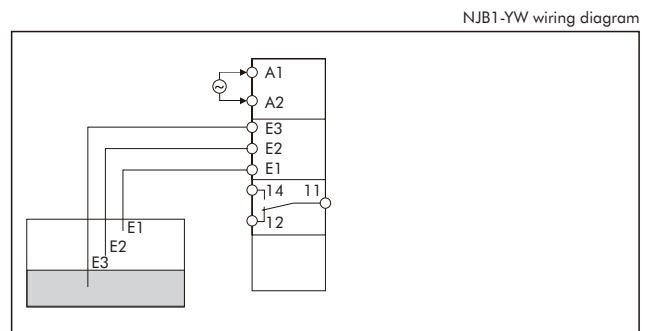 NJB1-YW wiring diagram
A1
A2
E3
E2
E1
14 11
12
E1
E2
E3